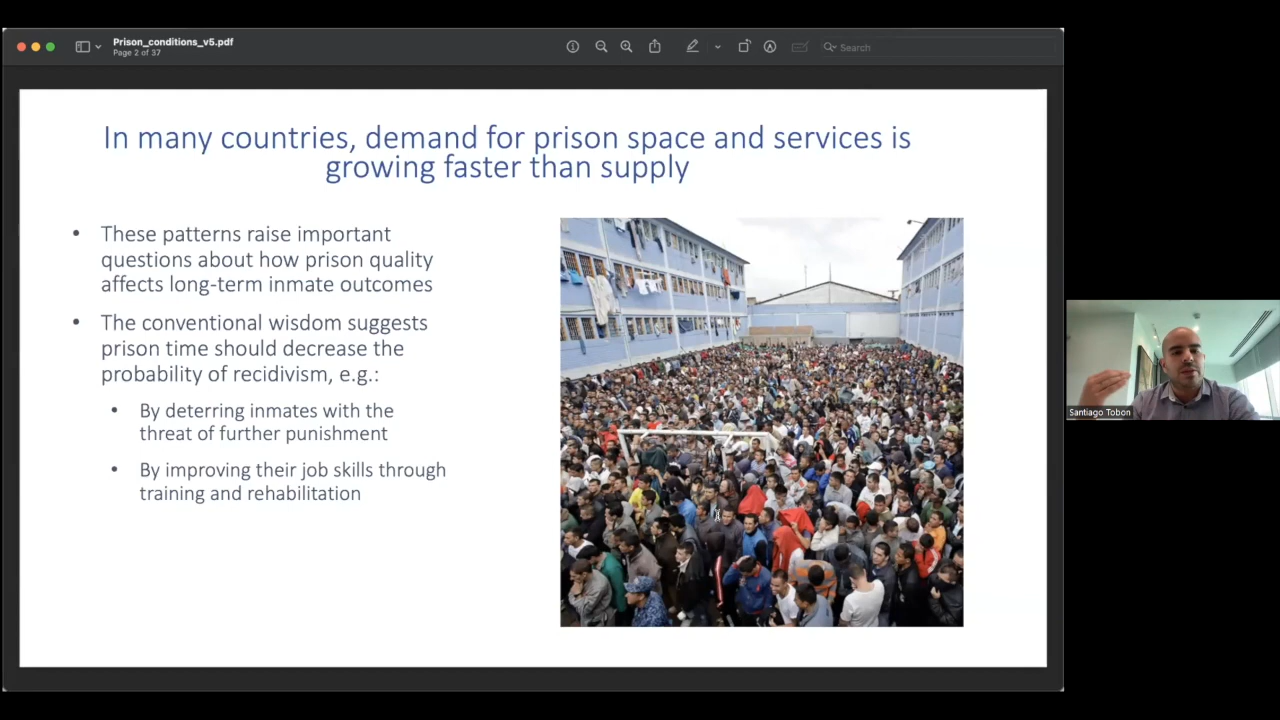 Prison_conditions_v5.pdf
Page 2 of 37
Search
In many countries, demand for prison space and services is
growing faster than supply
• These patterns raise important
questions about how prison quality
affects long-term inmate outcomes
• The conventional wisdom suggests
prison time should decrease the
probability of recidivism, e.g.:
• By deterring inmates with the
threat of further punishment
• By improving their job skills through
training and rehabilitation
Santiago Tobon